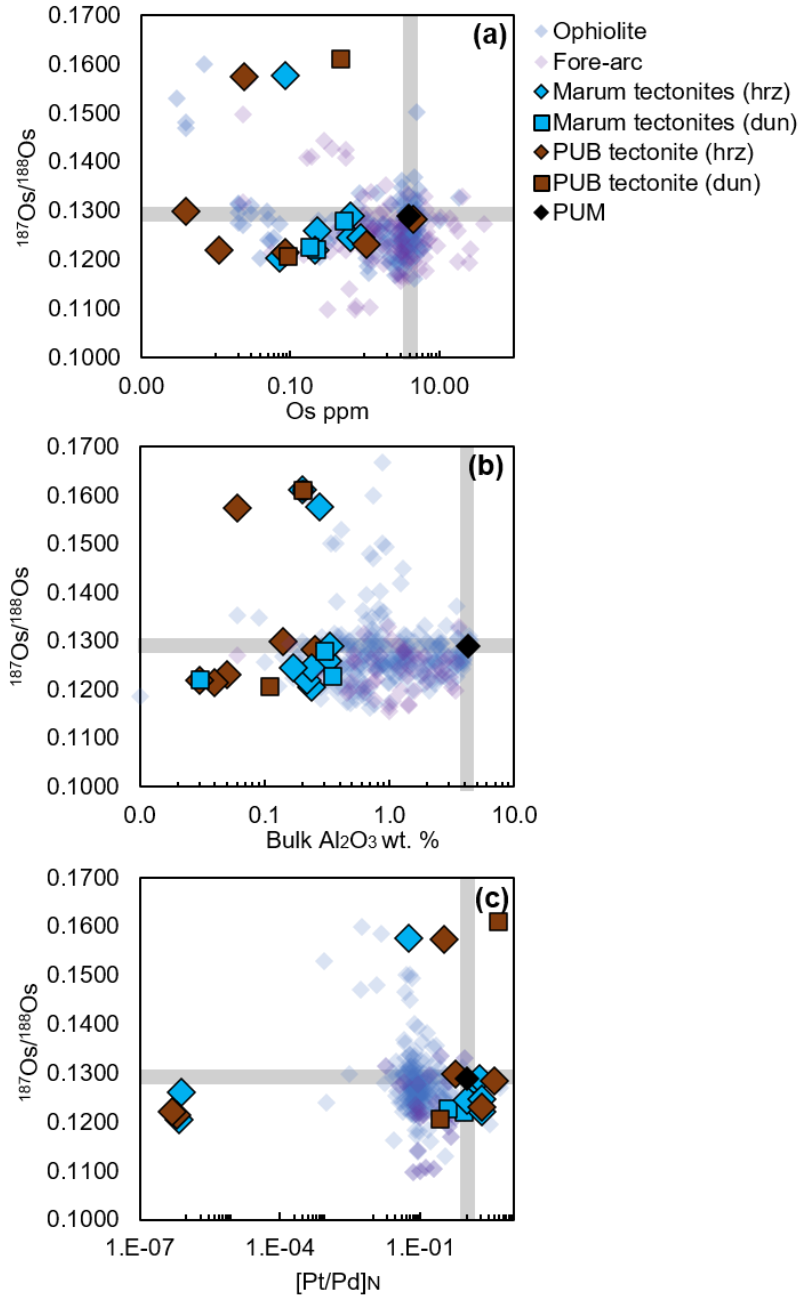 0.1700
0.1600
0.1500
0.1400
0.1300
0.1200
0.1100
0.1000
187Os/188Os
(a)
0.00 0.10 10.00
Os ppm
Ophiolite
Fore-arc
Marum tectonites (hrz)
Marum tectonites (dun)
PUB tectonite (hrz)
PUB tectonite (dun)
PUM
0.1700
0.1600
0.1500
0.1400
0.1300
0.1200
0.1100
0.1000
187Os/188Os
(b)
0.0 0.1 1.0 10.0
Bulk Al2O3 wt. %
0.1700
0.1600
0.1500
0.1400
0.1300
0.1200
0.1100
0.1000
187Os/188Os
(c)
1.E-07 1.E-04 1.E-01
[Pt/Pd]N